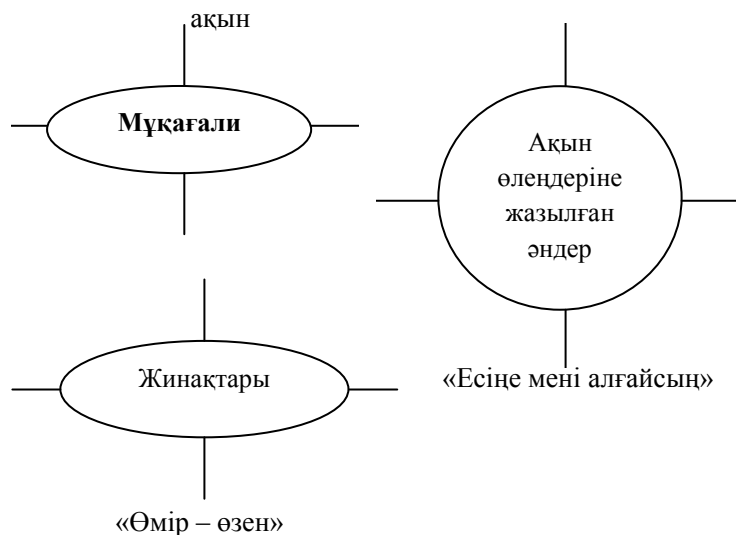 ақын
Мұқағали
Ақын
өлеңдеріне
жазылған
әндер
«Есіңе мені алғайсың»
Жинақтары
«Өмір – өзен»